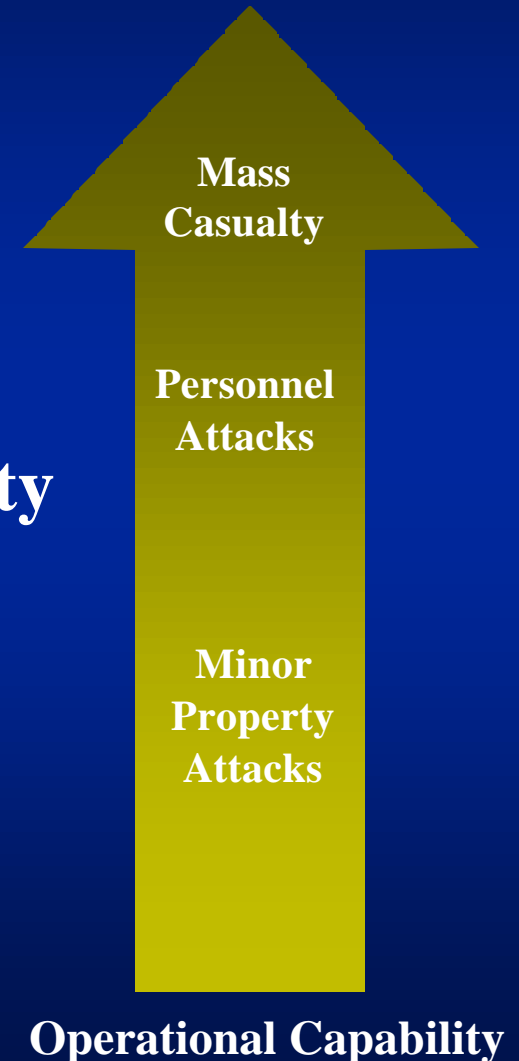 Mass
Casualty
Personnel
Attacks
ty
Minor
Property
Attacks
Operational Capability